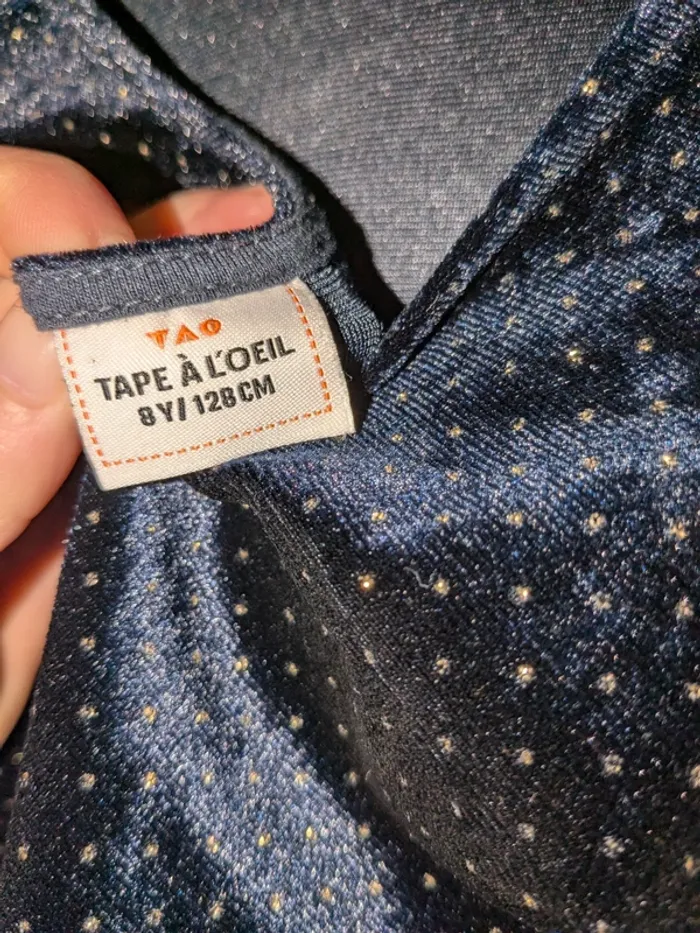 TAO
TAPE À L'OEIL
8Y/128CM